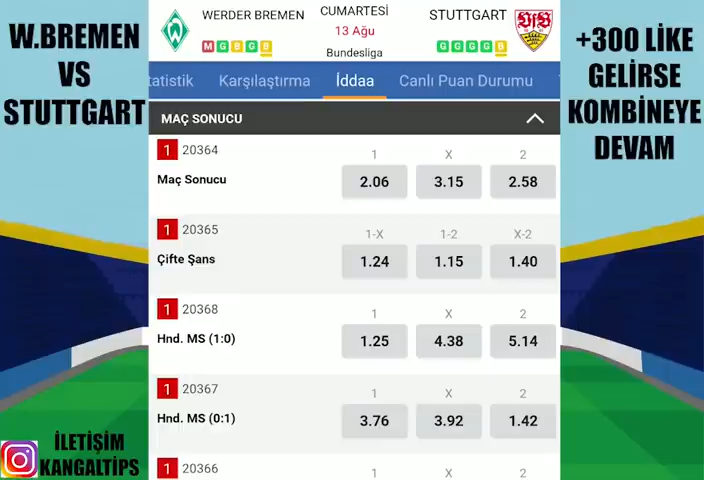 W.BREMEN
VS
STUTTGART
WERDER BREMEN
M G B G B
CUMARTESİ
13 Ağu
Bundesliga
STUTTGART
G G G G B
+300 LİKE
GELİRSE
KOMBİNEYE
DEVAM
tatistik Karşılaştırma İddaa Canlı Puan Durumu
MAÇ SONUCU
1 20364 1 X 2
Maç Sonucu 2.06 3.15 2.58
1 20365 1-X 1-2 X-2
Çifte Şans 1.24 1.15 1.40
1 20368 1 X 2
Hnd. MS (1:0) 1.25 4.38 5.14
1 20367 1 X 2
Hnd. MS (0:1) 3.76 3.92 1.42
1 20366 1 X 2
İLETİŞİM
KANGALTİPS